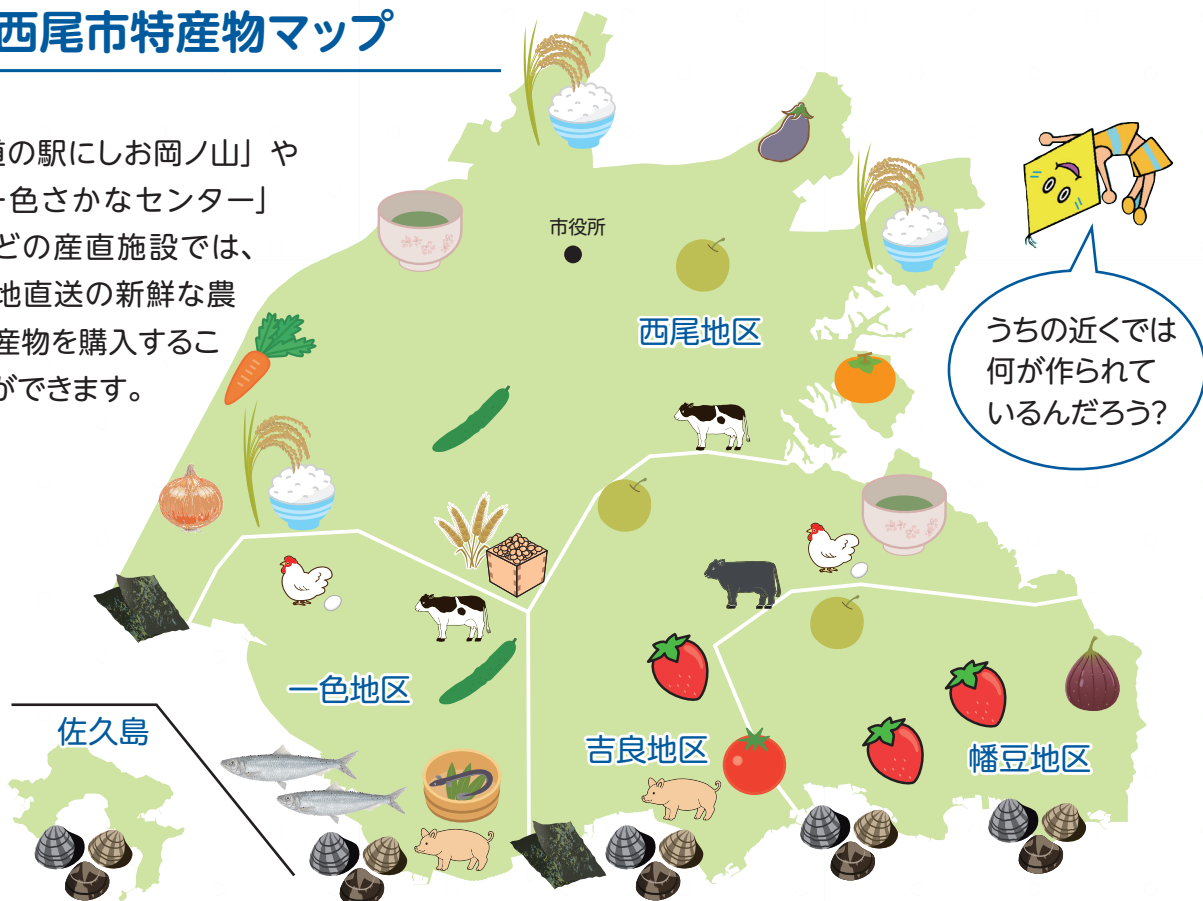 西尾市特産物マップ
道の駅にしお岡ノ山」や
一色さかなセンター」
どの産直施設では、
地直送の新鮮な農
産物を購入するこ
ができます。
市役所
西尾地区
うちの近くでは
何が作られて
いるんだろう?
一色地区
佐久島
吉良地区
幡豆地区